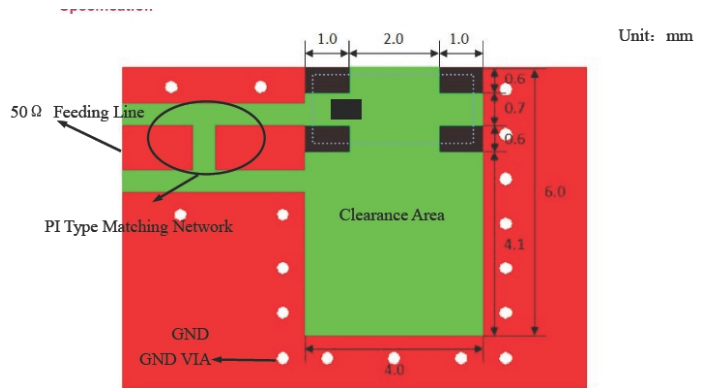 Specification
1.0 2.0 1.0
Unit: mm
0.6
50Ω Feeding Line
0.7
0.6
6.0
Clearance Area
PI Type Matching Network
4.1
GND
GND VIA
4.0